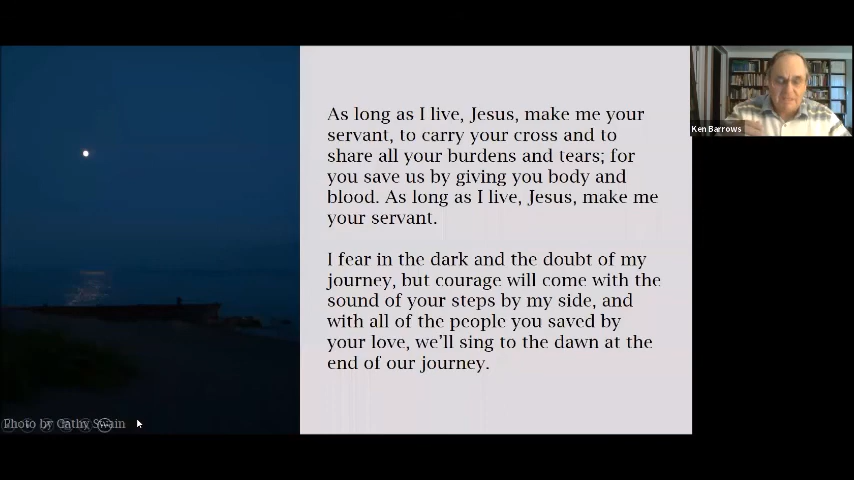 As long as I live, Jesus, make me your
servant, to carry your cross and to
share all your burdens and tears; for
you save us by giving you body and
blood. As long as I live, Jesus, make me
your servant.
I fear in the dark and the doubt of my
journey, but courage will come with the
sound of your steps by my side, and
with all of the people you saved by
your love, we'll sing to the dawn at the
end of our journey.
Ken Barrows
Photo by Cathy Swain